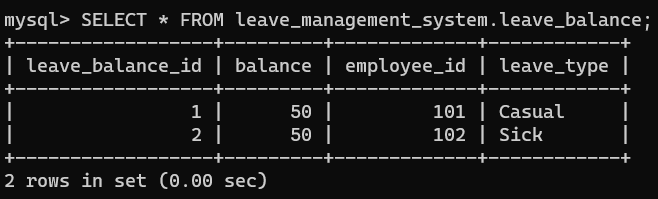 mysql> SELECT * FROM leave_management_system.leave_balance;
+------------------+---------+-------------+------------+
| leave_balance_id | balance | employee_id | leave_type |
+------------------+---------+-------------+------------+
|                1 |      50 |         101 | Casual     |
|                2 |      50 |         102 | Sick       |
+------------------+---------+-------------+------------+
2 rows in set (0.00 sec)